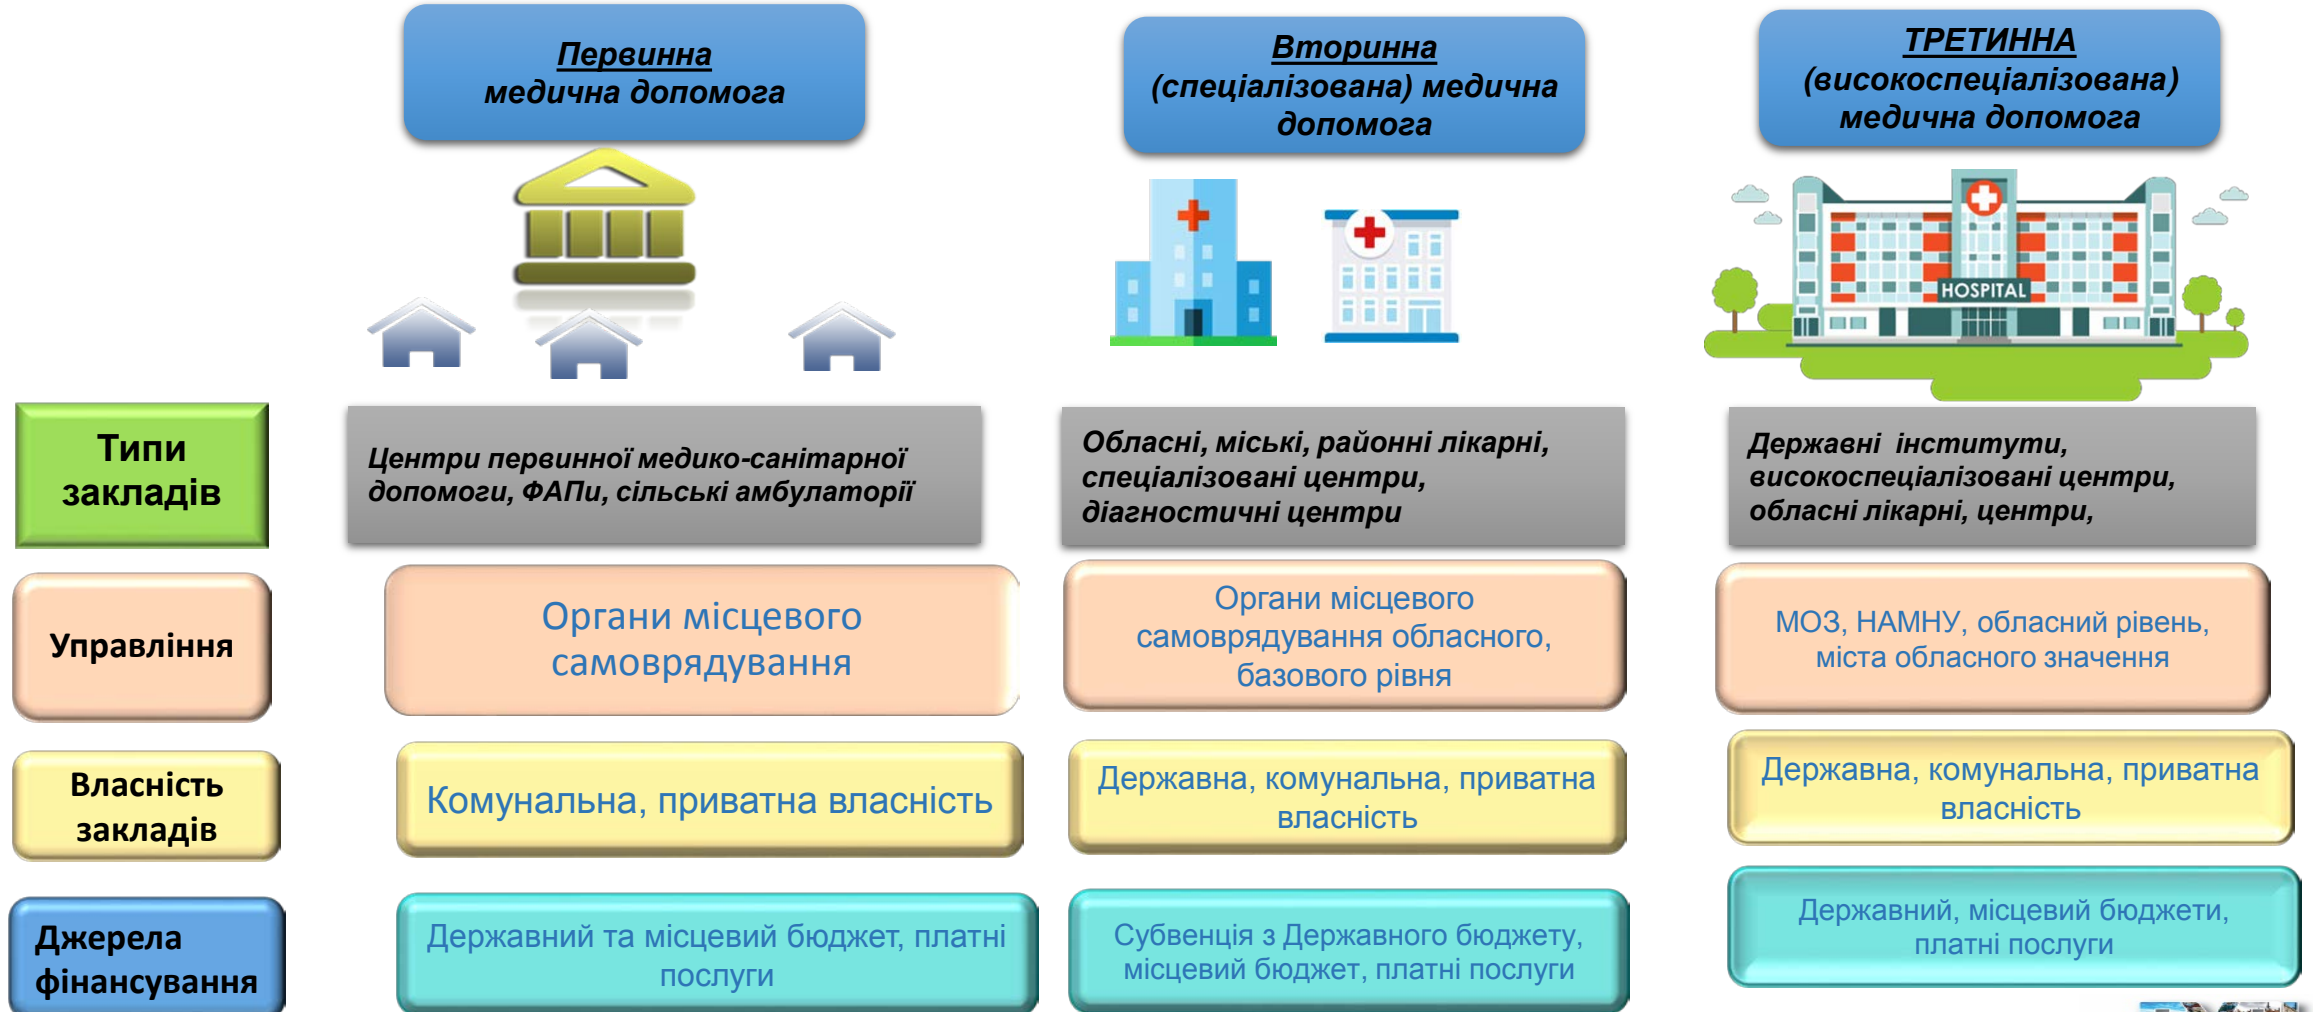 Первинна
медична допомога
Вторинна
(спеціалізована) медична
допомога
ТРЕТИННА
(високоспеціалізована)
медична допомога
HOSPITAL
Типи
закладів
Центри первинної медико-санітарної
допомоги, ФАПи, сільські амбулаторії
Обласні, міські, районні лікарні,
спеціалізовані центри,
діагностичні центри
Державні інститути,
високоспеціалізовані центри,
обласні лікарні, центри,
Управління
Органи місцевого
самоврядування
Органи місцевого
самоврядування обласного,
базового рівня
МОЗ, НАМНУ, обласний рівень,
міста обласного значення
Власність
закладів
Комунальна, приватна власність
Державна, комунальна, приватна
власність
Державна, комунальна, приватна
власність
Джерела
фінансування
Державний та місцевий бюджет, платні
послуги
Субвенція з Державного бюджету,
місцевий бюджет, платні послуги
Державний, місцевий бюджети,
платні послуги